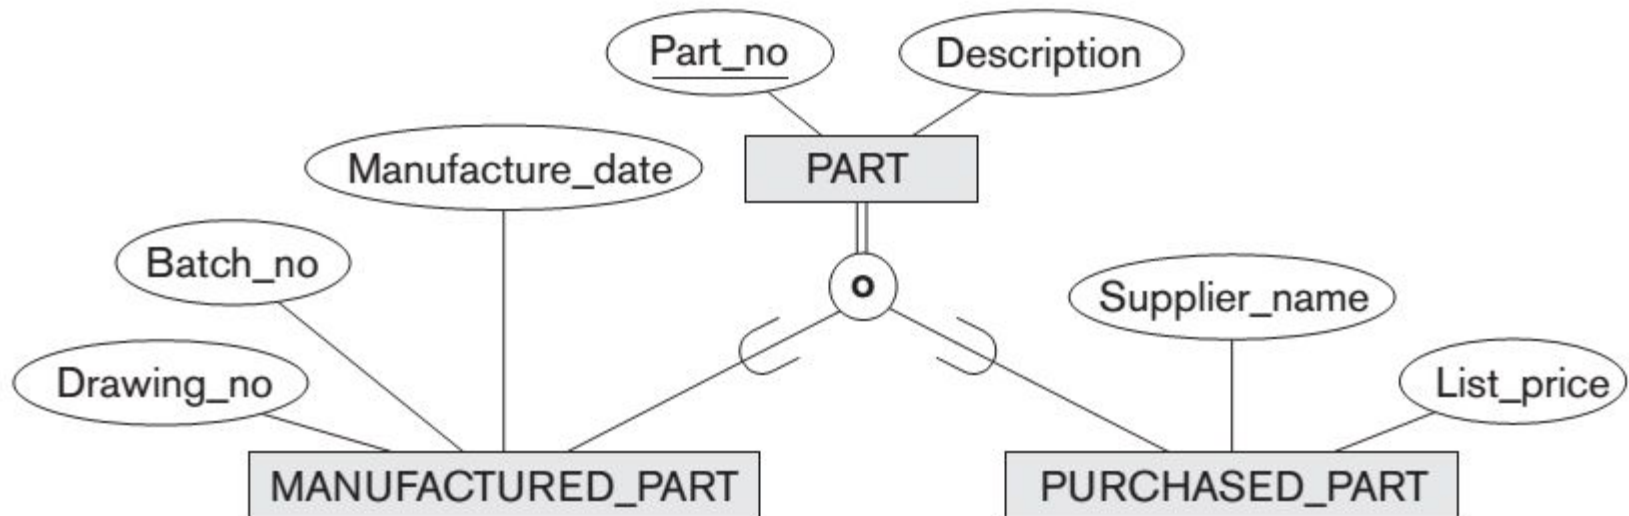 Part_no
Description
Manufacture_date
PART
Batch_no
o
Supplier_name
Drawing_no
List_price
MANUFACTURED_PART
PURCHASED_PART